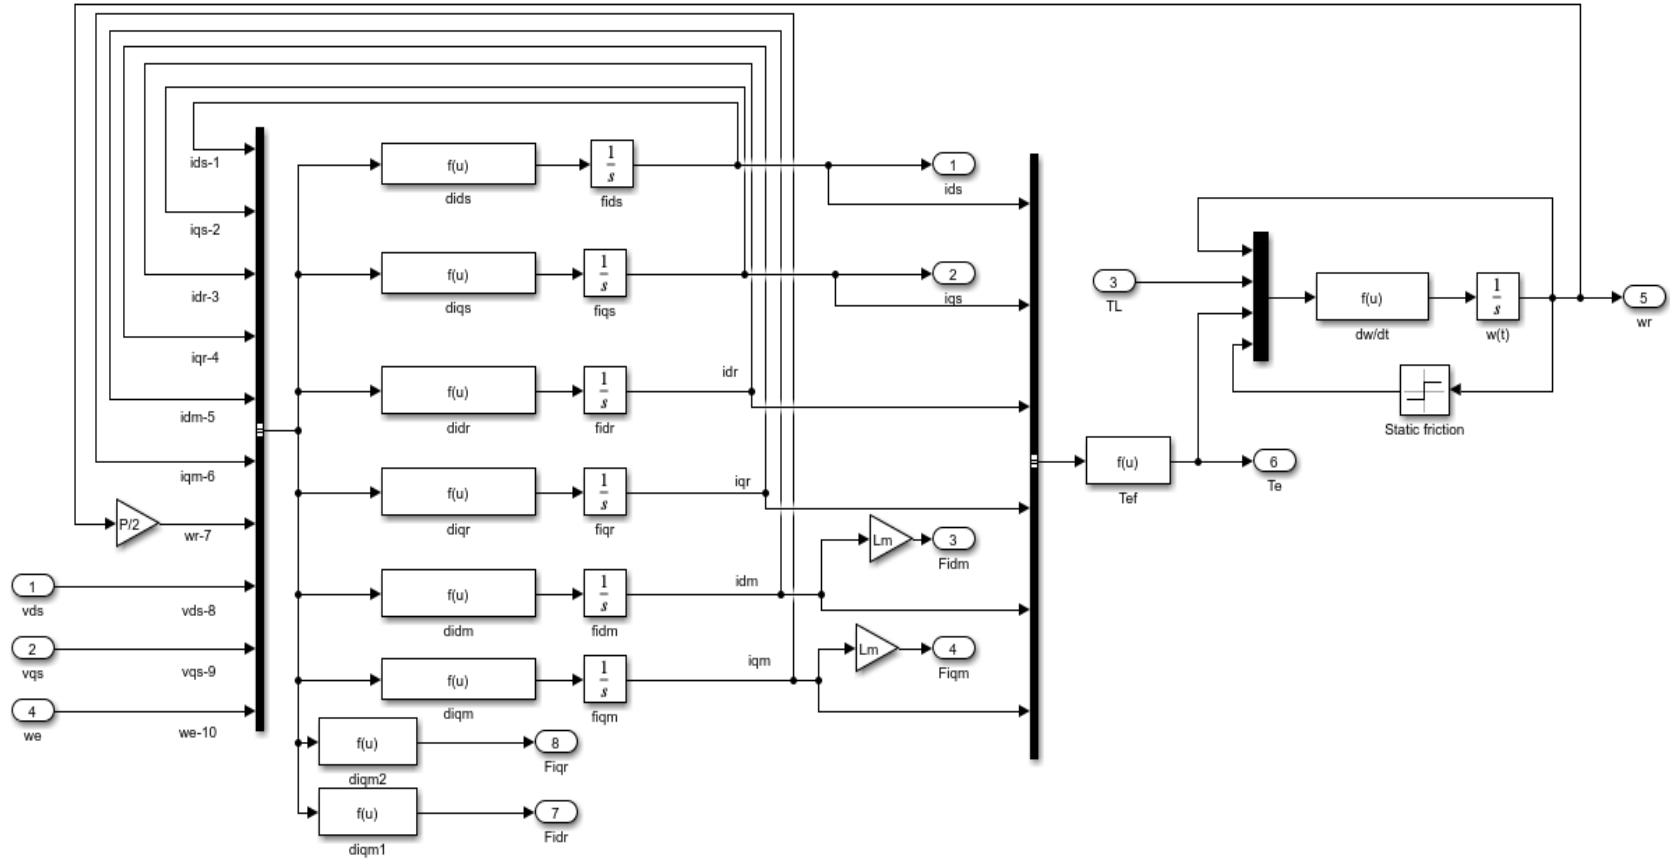 ids-1
iqs-2
idr-3
iqr-4
idm-5
iqm-6
P/2
wr-7
1
vds
vds-8
2
vqs
vqs-9
4
we
we-10
f(u)
dids
1
s
fids
f(u)
diqs
1
s
fiqs
f(u)
didr
1
s
fidr
idr
f(u)
diqr
1
s
fiqr
iqr
f(u)
didm
1
s
fidm
idm
f(u)
diqm
1
s
fiqm
iqm
f(u)
diqm2
8
Fiqr
f(u)
diqm1
7
Fidr
1
ids
2
iqs
Lm
3
Fidm
Lm
4
Fiqm
f(u)
Tef
6
Te
3
TL
f(u)
dw/dt
1
s
w(t)
5
wr
Static friction